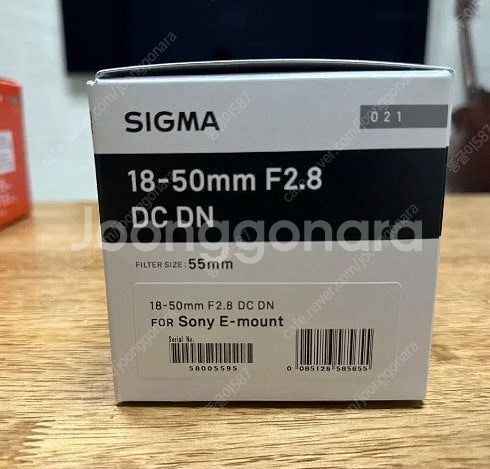 SIGMA
021
18-50mm F2.8
DC DN
Joonggonara
FILTER SIZE: 55mm
18-50mm F2.8 DC DN
FOR Sony E-mount
Serial No.
58005595
0 085126 585655
cafe.naver.com/joonggonara